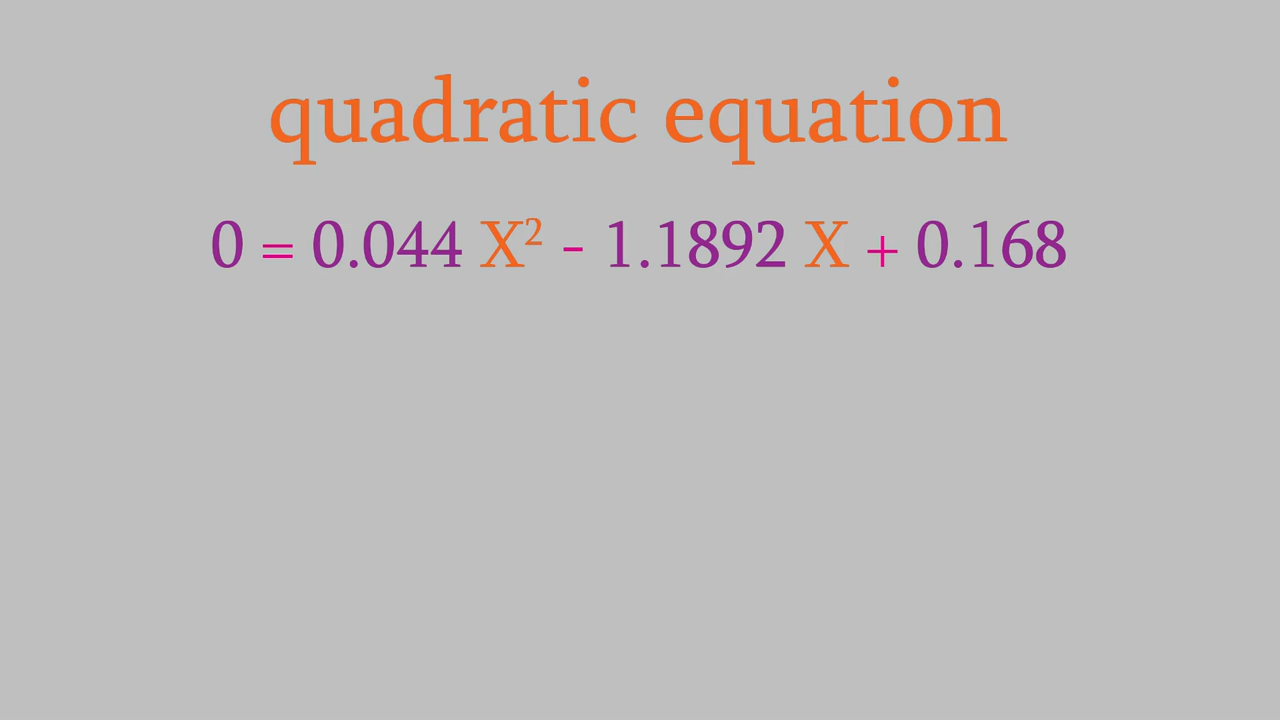 quadratic equation
0 = 0.044 X² - 1.1892 X + 0.168